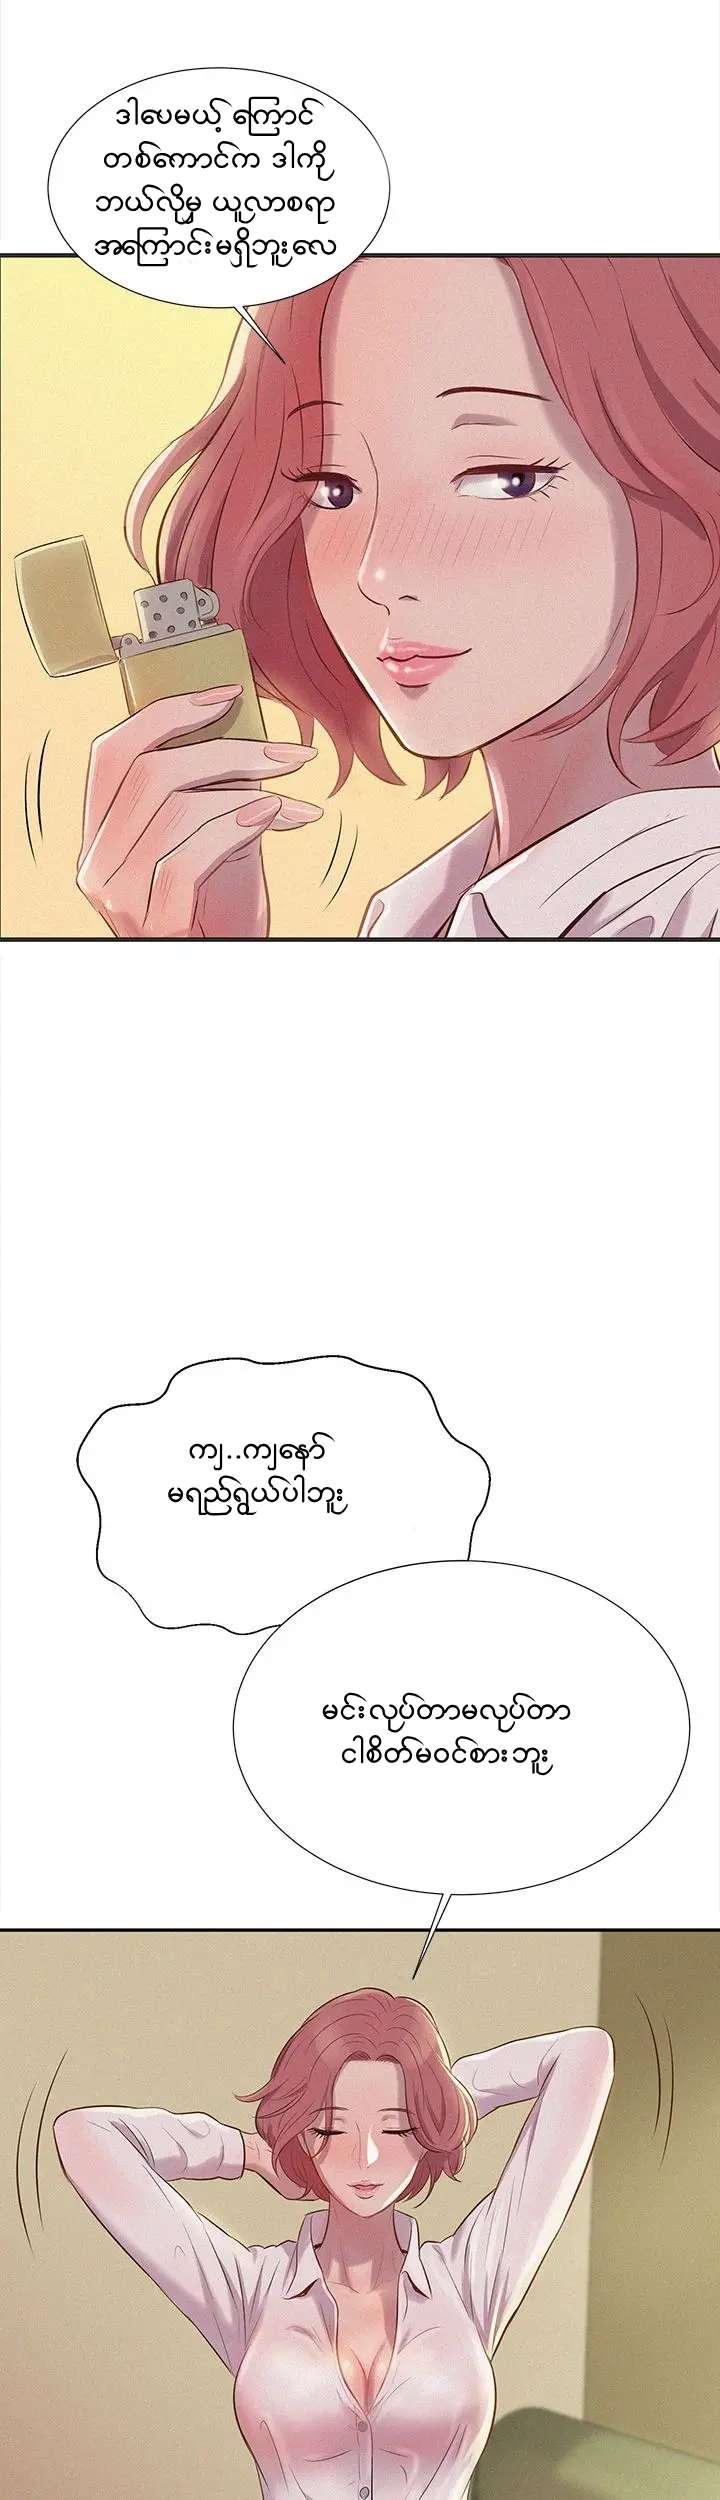 ဒါပေမယ့် ကြောင်
တစ်ကောင်က ဒါကို
ဘယ်လိုမှ ယူလာစရာ
အကြောင်းမရှိဘူးလေ
ကျ..ကျနော်
မရည်ရွယ်ပါဘူး
မင်းလုပ်တာမလုပ်တာ
ငါစိတ်မဝင်စားဘူး